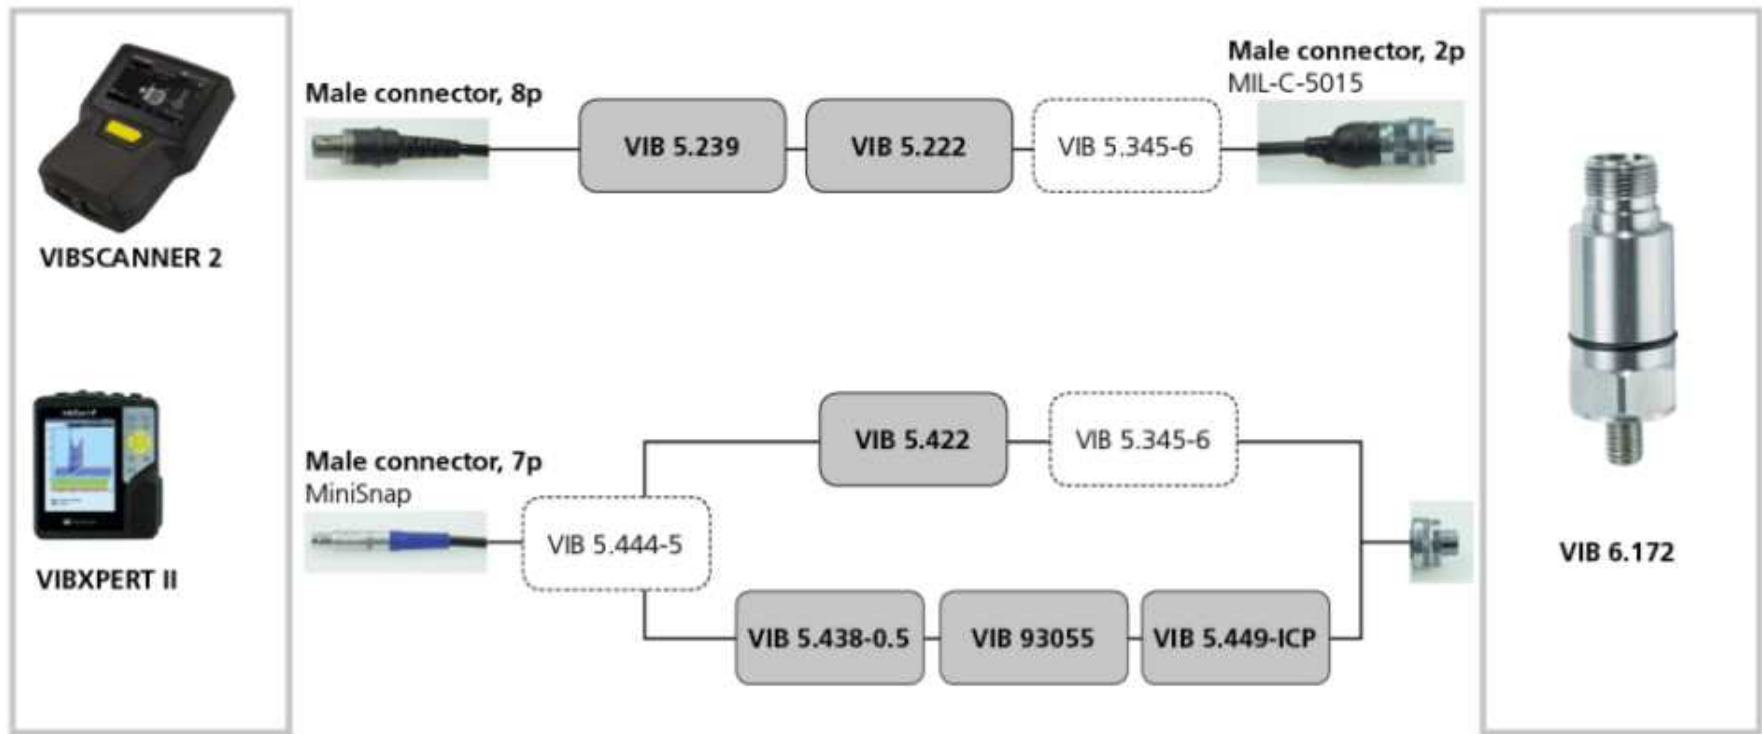 Male connector, 2p
MIL-C-5015
Male connector, 8p
VIB 5.239
VIB 5.222
VIB 5.345-6
VIBSCANNER 2
VIB 5.422
VIB 5.345-6
Male connector, 7p
MiniSnap
VIB 5.444-5
VIB 6.172
VIBXPERT II
VIB 5.438-0.5
VIB 93055
VIB 5.449-ICP